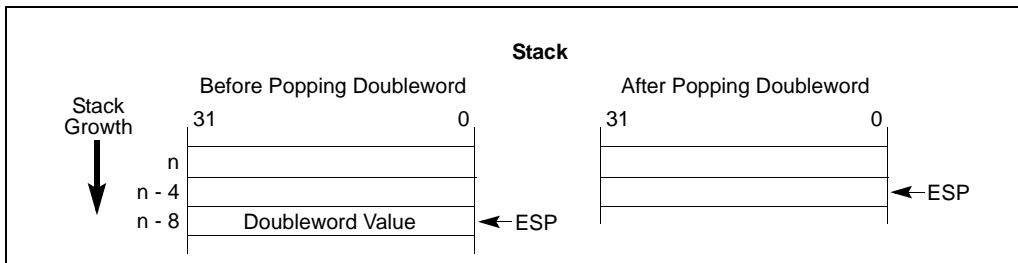 Stack
Before Popping Doubleword
After Popping Doubleword
Stack
Growth
31 0
31 0
n
n - 4
ESP
n - 8
Doubleword Value
ESP